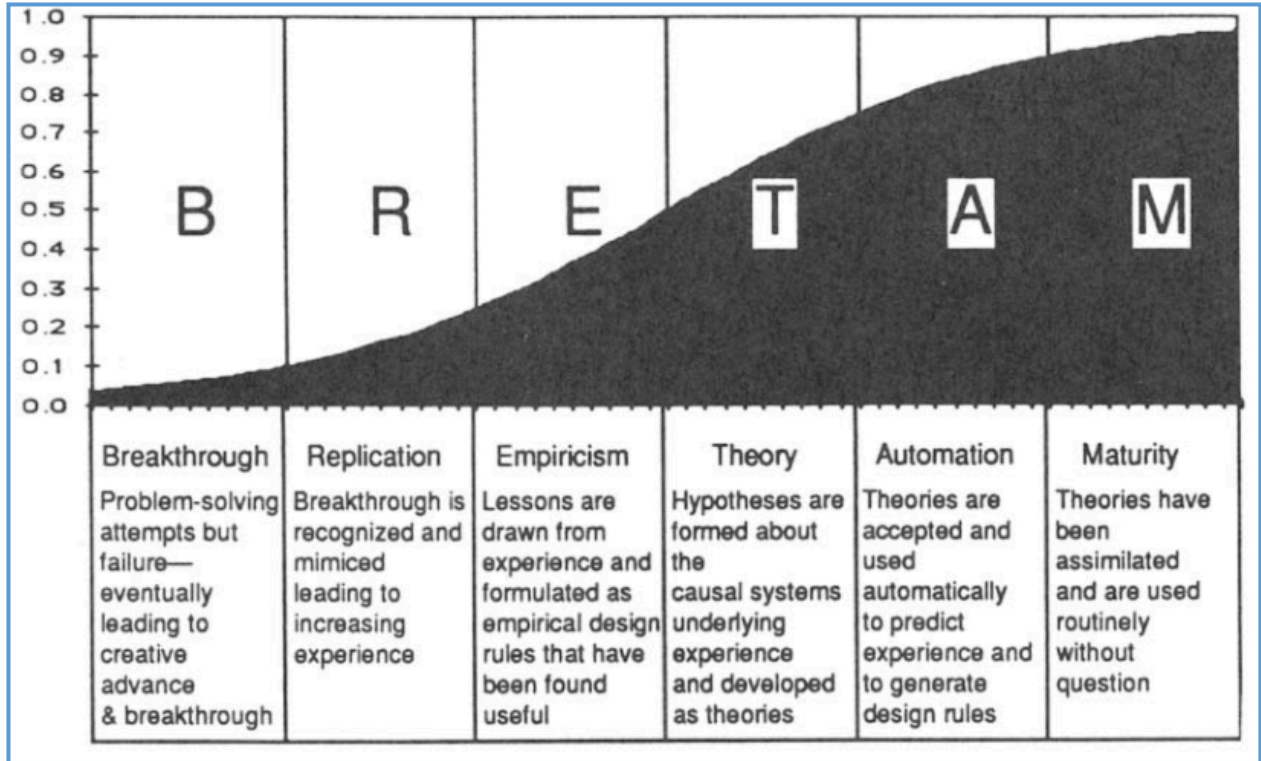 1.0
0.9
0.8
0.7
0.6
0.5
0.4
0.3
0.2
0.1
0.0
B R E T A M
Breakthrough
Problem-solving
attempts but
failure—
eventually
leading to
creative
advance
& breakthrough
Replication
Breakthrough is
recognized and
mimiced
leading to
increasing
experience
Empiricism
Lessons are
drawn from
experience and
formulated as
empirical design
rules that have
been found
useful
Theory
Hypotheses are
formed about
the
causal systems
underlying
experience
and developed
as theories
Automation
Theories are
accepted and
used
automatically
to predict
experience and
to generate
design rules
Maturity
Theories have
been
assimilated
and are used
routinely
without
question